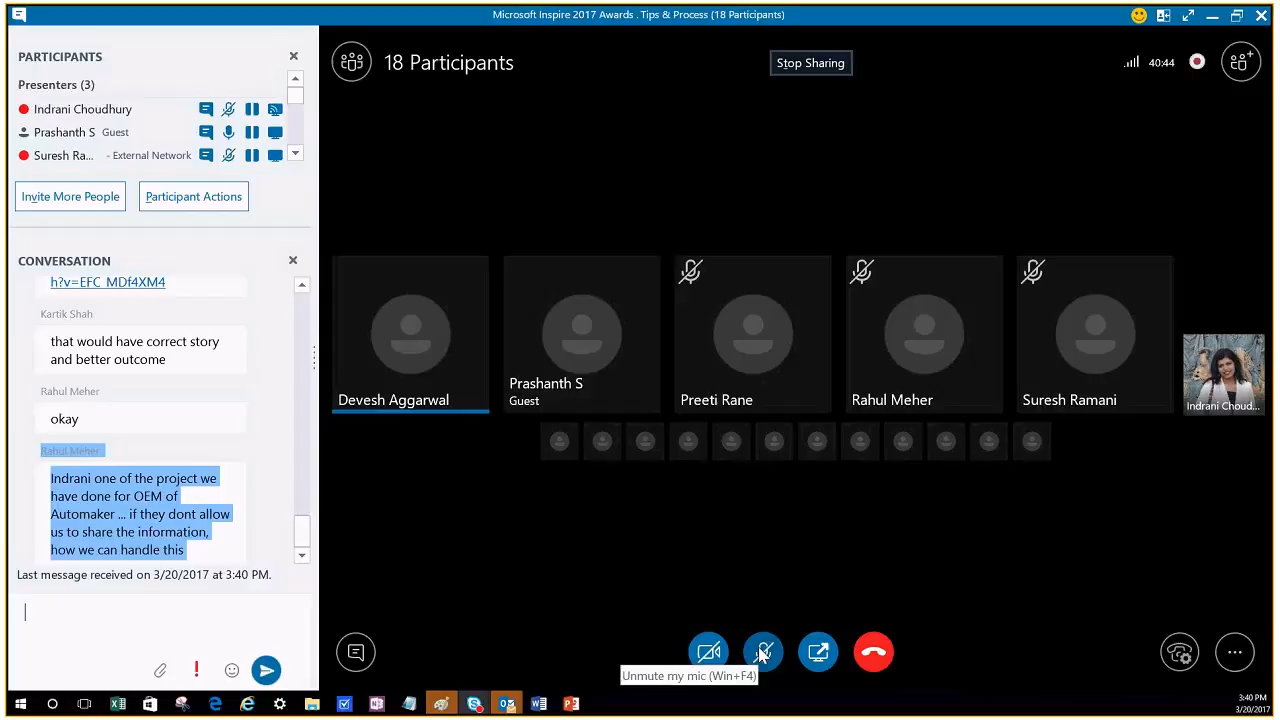 Microsoft Inspire 2017 Awards . Tips & Process (18 Participants)
PARTICIPANTS
Presenters (3)
Indrani Choudhury
Prashanth S Guest
Suresh Ra... - External Network
Invite More People
Participant Actions
CONVERSATION
h?v=EFC_MDf4XM4
Kartik Shah
that would have correct story
and better outcome
Rahul Meher
okay
Rahul Meher
Indrani one of the project we
have done for OEM of
Automaker ... if they dont allow
us to share the information,
how we can handle this
Last message received on 3/20/2017 at 3:40 PM.
18 Participants
Stop Sharing
40:44
Devesh Aggarwal
Prashanth S
Guest
Preeti Rane
Rahul Meher
Suresh Ramani
Indrani Choud...
Unmute my mic (Win+F4)
3:40 PM
3/20/2017